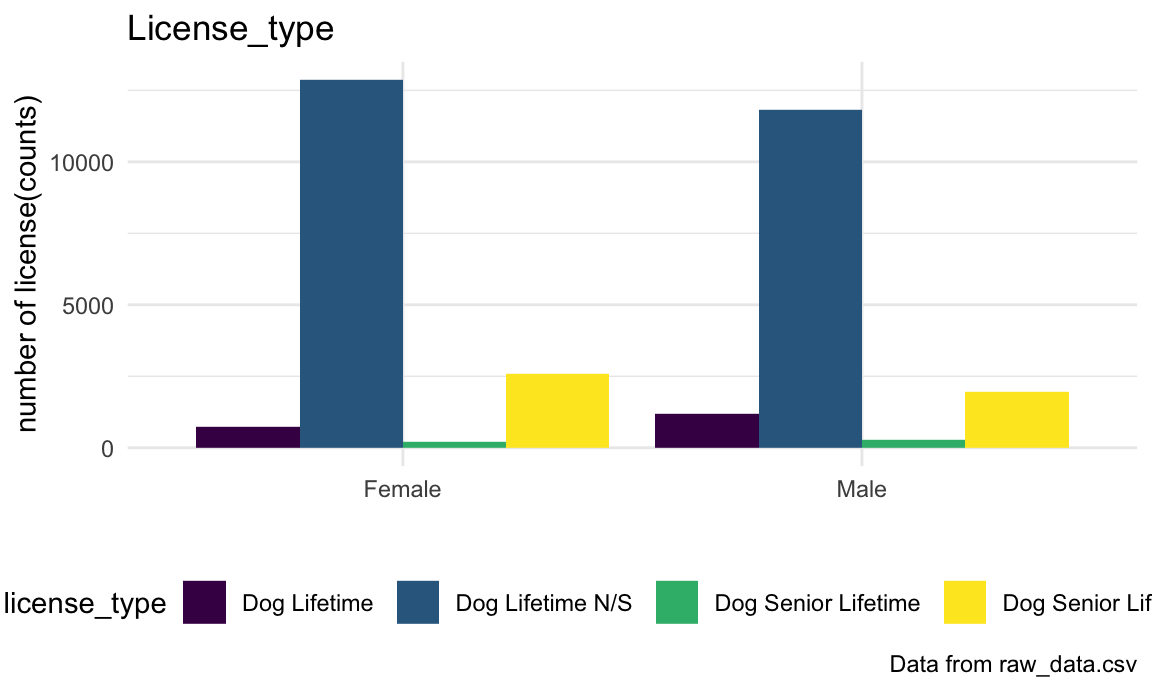 License_type
number of license(counts)
10000
5000
0
Female
Male
license_type Dog Lifetime Dog Lifetime N/S Dog Senior Lifetime Dog Senior Lif
Data from raw_data.csv